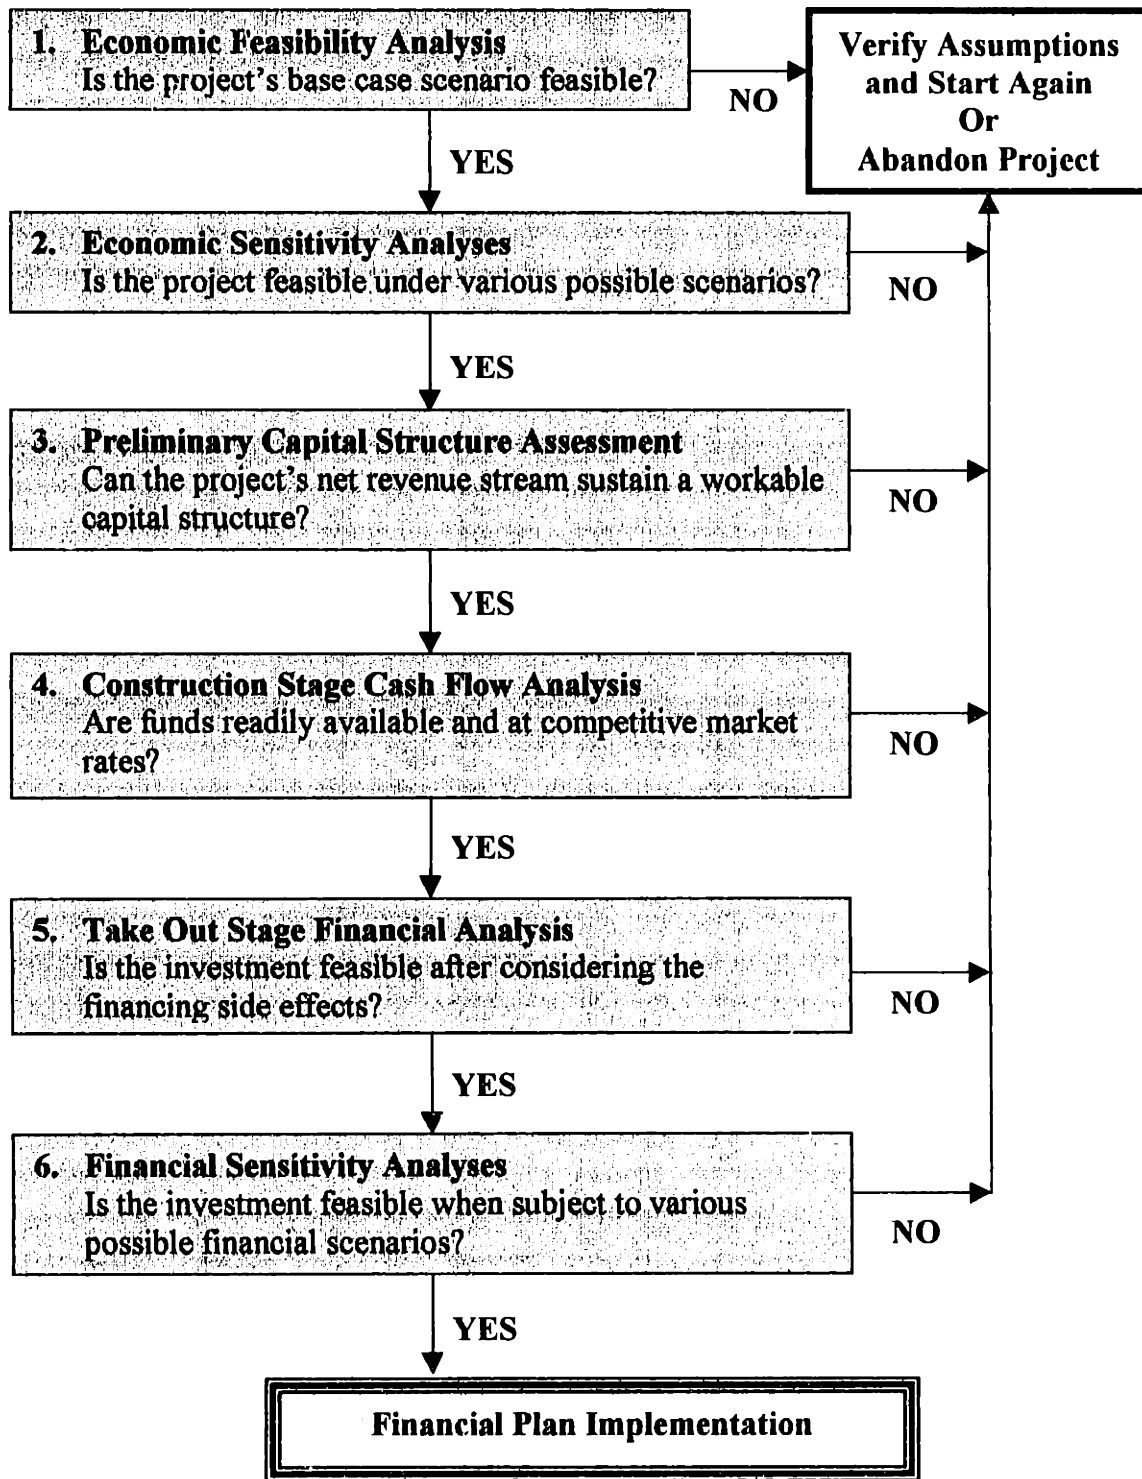 1. Economic Feasibility Analysis
Is the project's base case scenario feasible?
NO
Verify Assumptions
and Start Again
Or
Abandon Project
YES
2. Economic Sensitivity Analyses
Is the project feasible under various possible scenarios?
NO
YES
3. Preliminary Capital Structure Assessment
Can the project's net revenue stream sustain a workable
capital structure?
NO
YES
4. Construction Stage Cash Flow Analysis
Are funds readily available and at competitive market
rates?
NO
YES
5. Take Out Stage Financial Analysis
Is the investment feasible after considering the
financing side effects?
NO
YES
6. Financial Sensitivity Analyses
Is the investment feasible when subject to various
possible financial scenarios?
NO
YES
Financial Plan Implementation